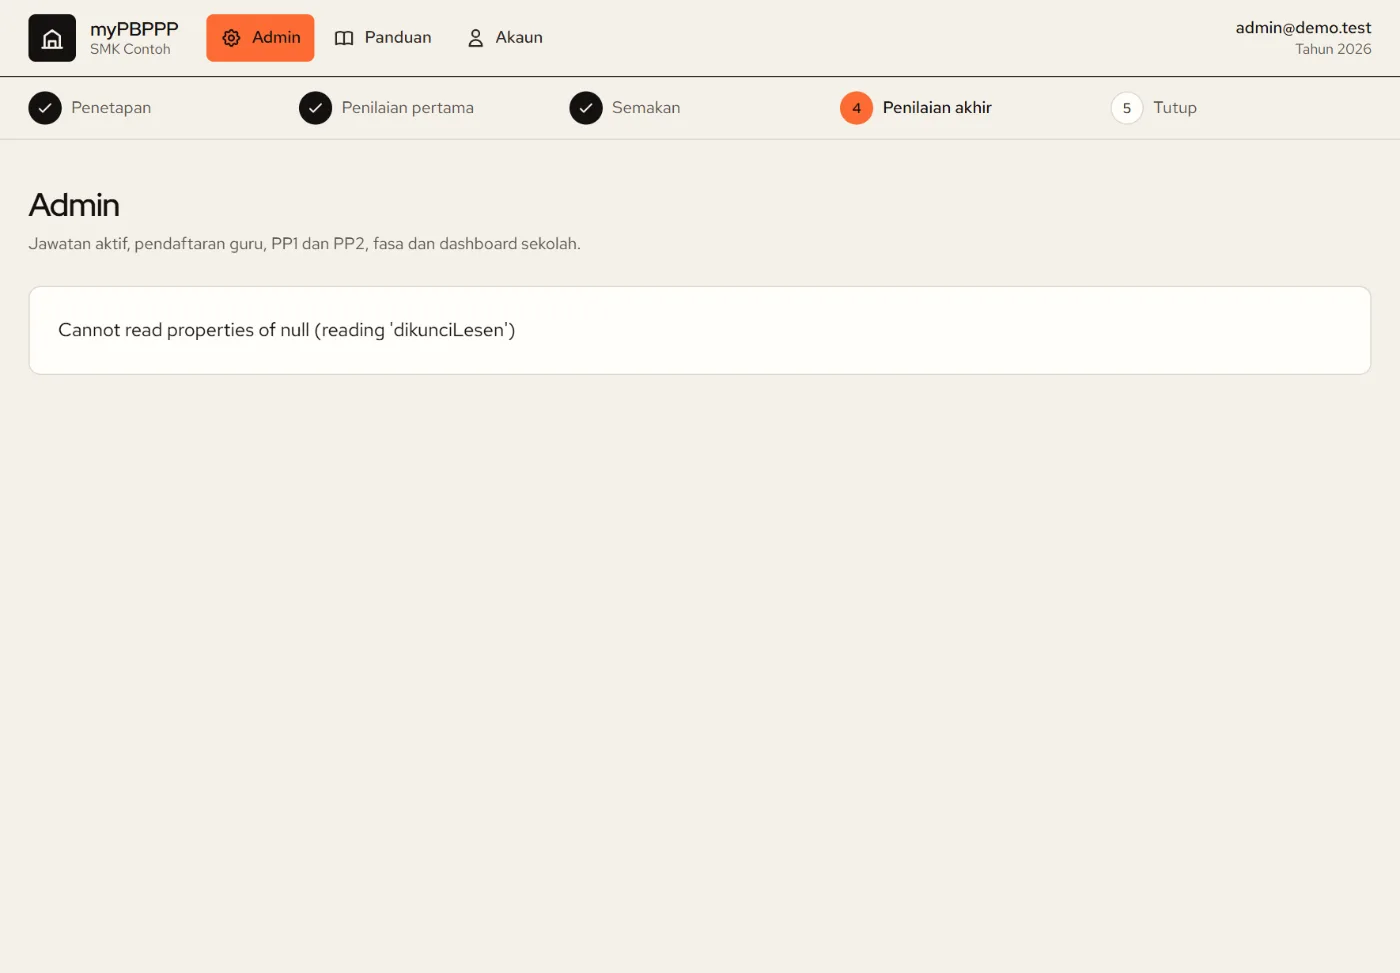 myPBPPP
SMK Contoh
Admin
Panduan
Akaun
admin@demo.test
Tahun 2026
Penetapan
Penilaian pertama
Semakan
4 Penilaian akhir
5 Tutup
Admin
Jawatan aktif, pendaftaran guru, PP1 dan PP2, fasa dan dashboard sekolah.
Cannot read properties of null (reading 'dikunciLesen')